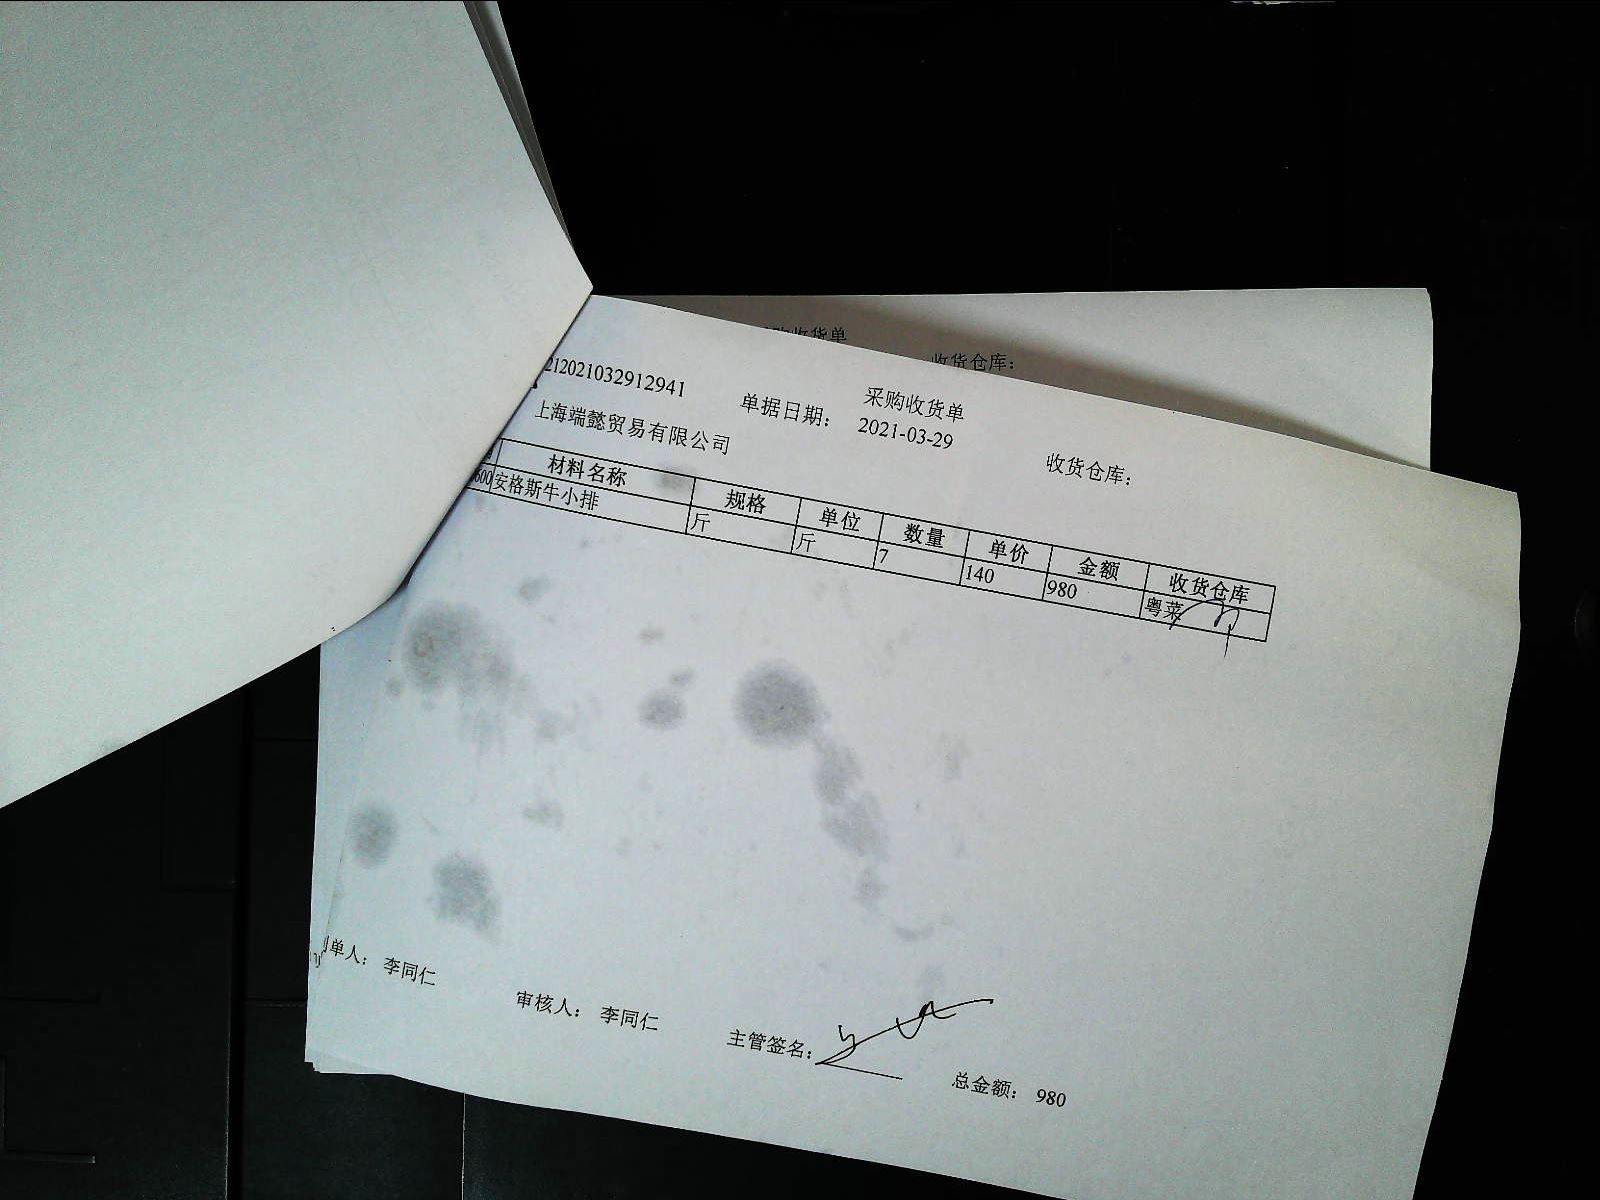 收货单
收货仓库：
采购收货单
212021032912941 单据日期： 2021-03-29 收货仓库：
上海端懿贸易有限公司
材料名称 规格 单位 数量 单价 金额 收货仓库
600 安格斯牛小排 斤 斤 7 140 980 粤菜
单人： 李同仁 审核人： 李同仁 主管签名： 总金额： 980